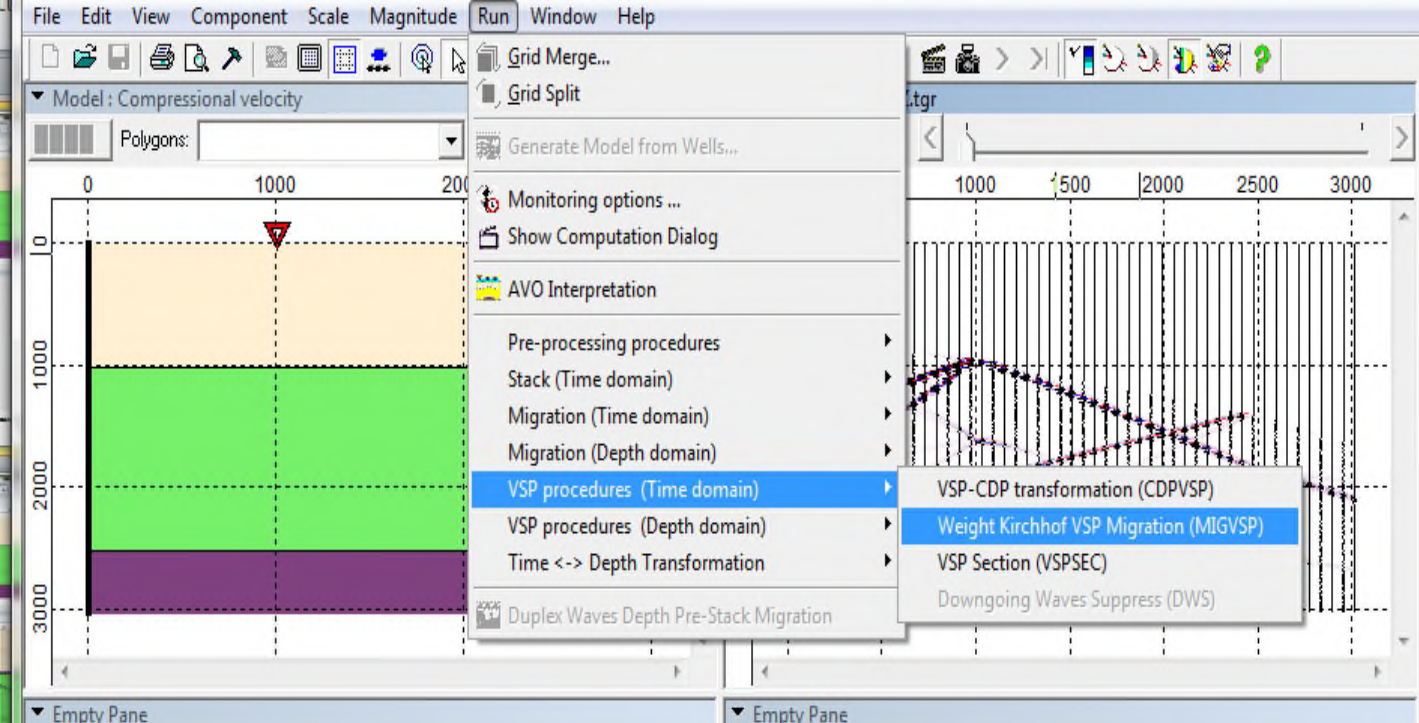 File Edit View Component Scale Magnitude Run Window Help
Model : Compressional velocity
Polygons:
0 1000 200
0
1000
2000
3000
Grid Merge...
Grid Split
Generate Model from Wells...
Monitoring options ...
Show Computation Dialog
AVO Interpretation
Pre-processing procedures
Stack (Time domain)
Migration (Time domain)
Migration (Depth domain)
VSP procedures (Time domain)
VSP procedures (Depth domain)
Time <-> Depth Transformation
Duplex Waves Depth Pre-Stack Migration
VSP-CDP transformation (CDPVSP)
Weight Kirchhof VSP Migration (MIGVSP)
VSP Section (VSPSEC)
Downgoing Waves Suppress (DWS)
.tgr
1000 1500 2000 2500 3000
Empty Pane
Empty Pane